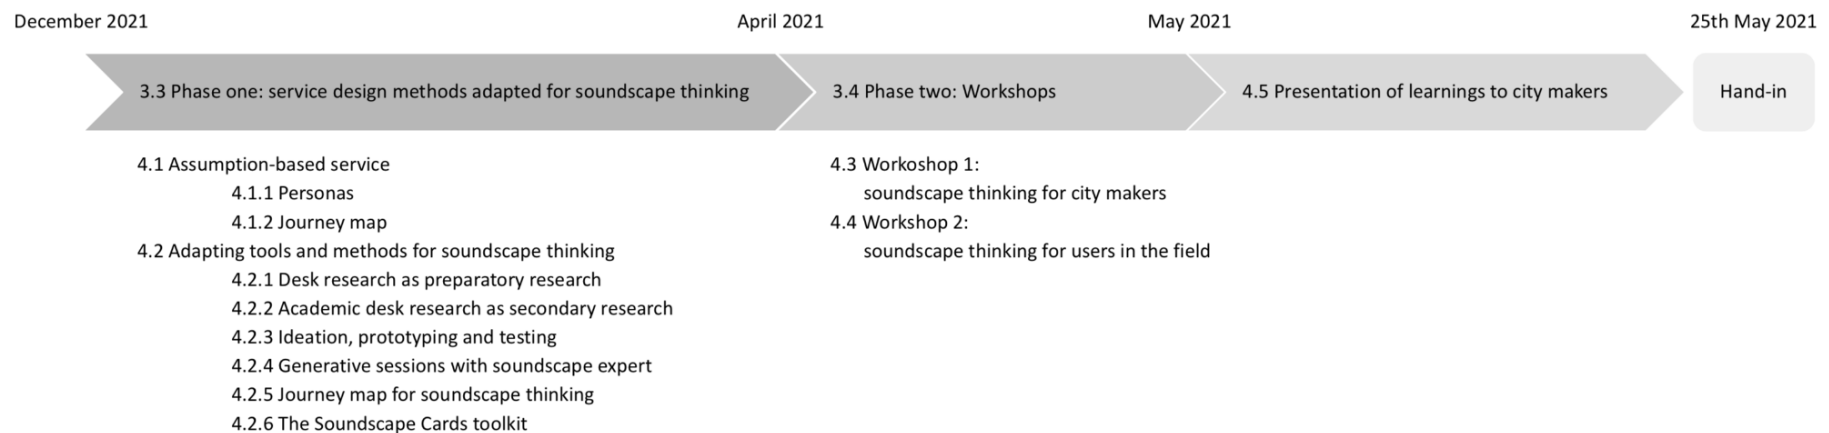 December 2021
April 2021
May 2021
25th May 2021
3.3 Phase one: service design methods adapted for soundscape thinking
3.4 Phase two: Workshops
4.5 Presentation of learnings to city makers
Hand-in
4.1 Assumption-based service
4.1.1 Personas
4.1.2 Journey map
4.2 Adapting tools and methods for soundscape thinking
4.2.1 Desk research as preparatory research
4.2.2 Academic desk research as secondary research
4.2.3 Ideation, prototyping and testing
4.2.4 Generative sessions with soundscape expert
4.2.5 Journey map for soundscape thinking
4.2.6 The Soundscape Cards toolkit
4.3 Workoshop 1:
soundscape thinking for city makers
4.4 Workshop 2:
soundscape thinking for users in the field